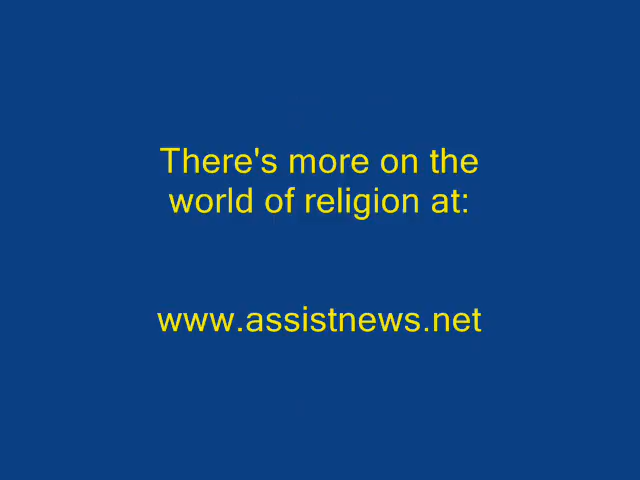 There's more on the
world of religion at:
www.assistnews.net